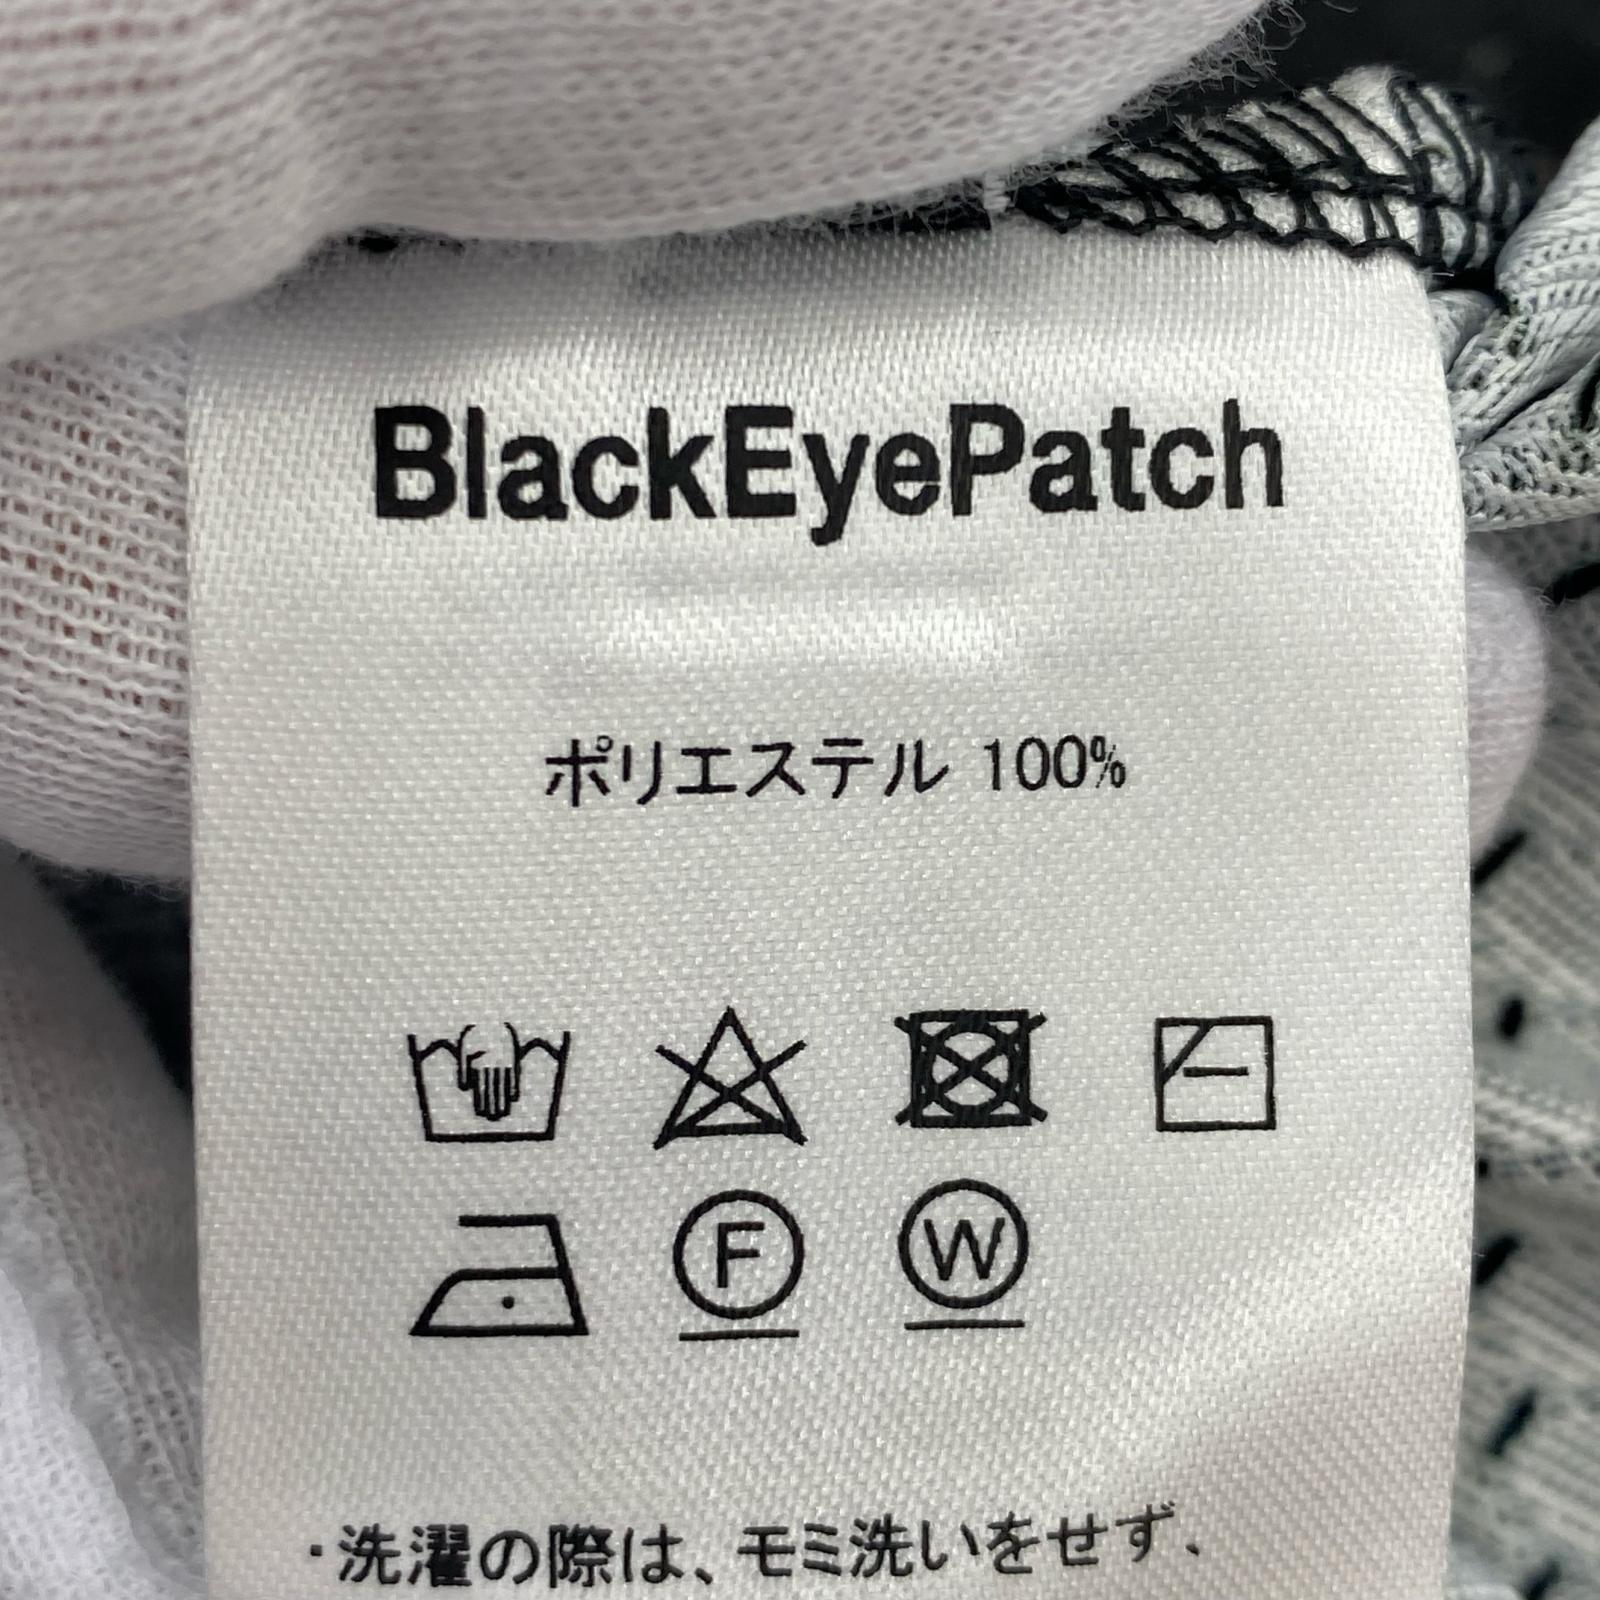 BlackEyePatch
ポリエステル 100%
F W
・洗濯の際は、モミ洗いをせず、